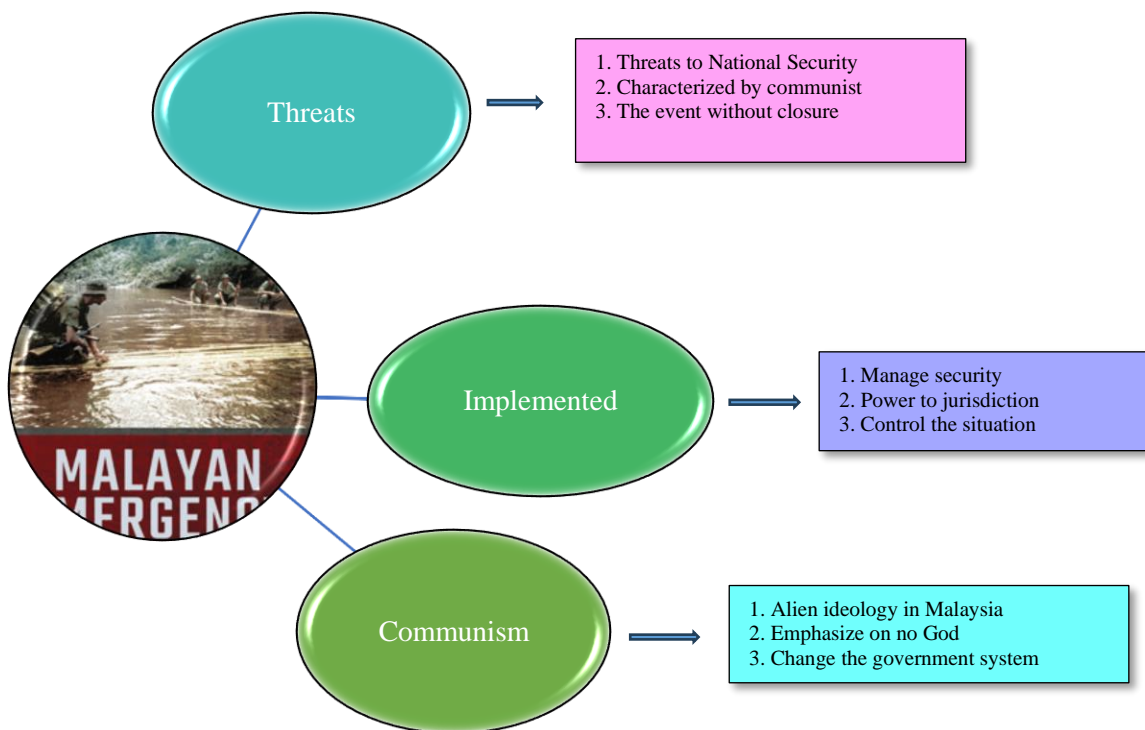 Threats
1. Threats to National Security
2. Characterized by communist
3. The event without closure
MALAYAN
MERGENC
Implemented
1. Manage security
2. Power to jurisdiction
3. Control the situation
Communism
1. Alien ideology in Malaysia
2. Emphasize on no God
3. Change the government system